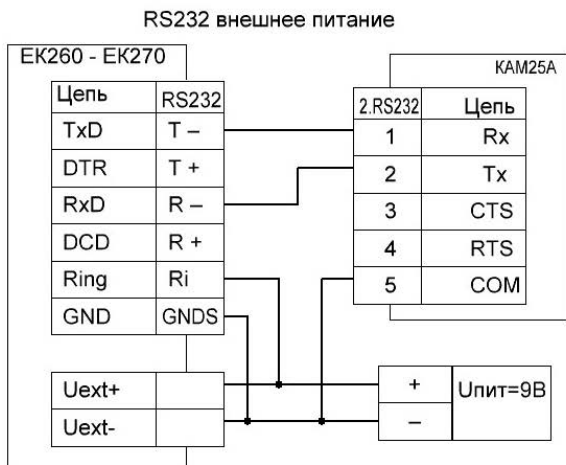 RS232 внешнее питание
ЕК260 - ЕК270
КАМ25А
Цепь RS232
2.RS232 Цепь
TxD T –
1 Rx
DTR T +
2 Tx
RxD R –
3 CTS
DCD R +
4 RTS
Ring Ri
5 COM
GND GNDS
Uext+
+ Uпит=9В
Uext-
–